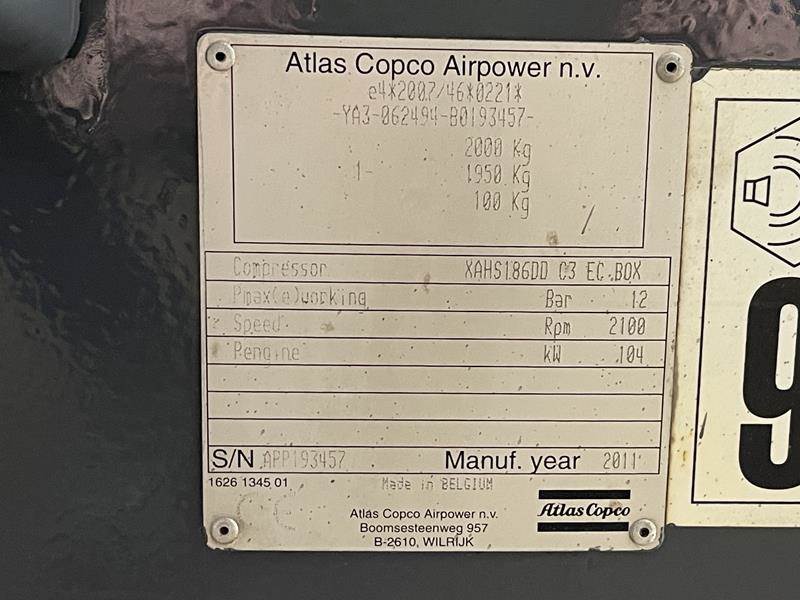 Atlas Copco Airpower n.v.
e4*2007/46*0221*
-YA3-062494-B0193457-
2000 Kg
1- 1950 Kg
100 Kg
Compressor XAHS186DD C3 EC.BOX
Pmax(e)working Bar 12
Speed Rpm 2100
Pengine kW 104
S/N APP193457 Manuf. year 2011
1626 1345 01 Made in BELGIUM
CE
Atlas Copco Airpower n.v.
Boomsesteenweg 957
B-2610, WILRIJK
Atlas Copco
9